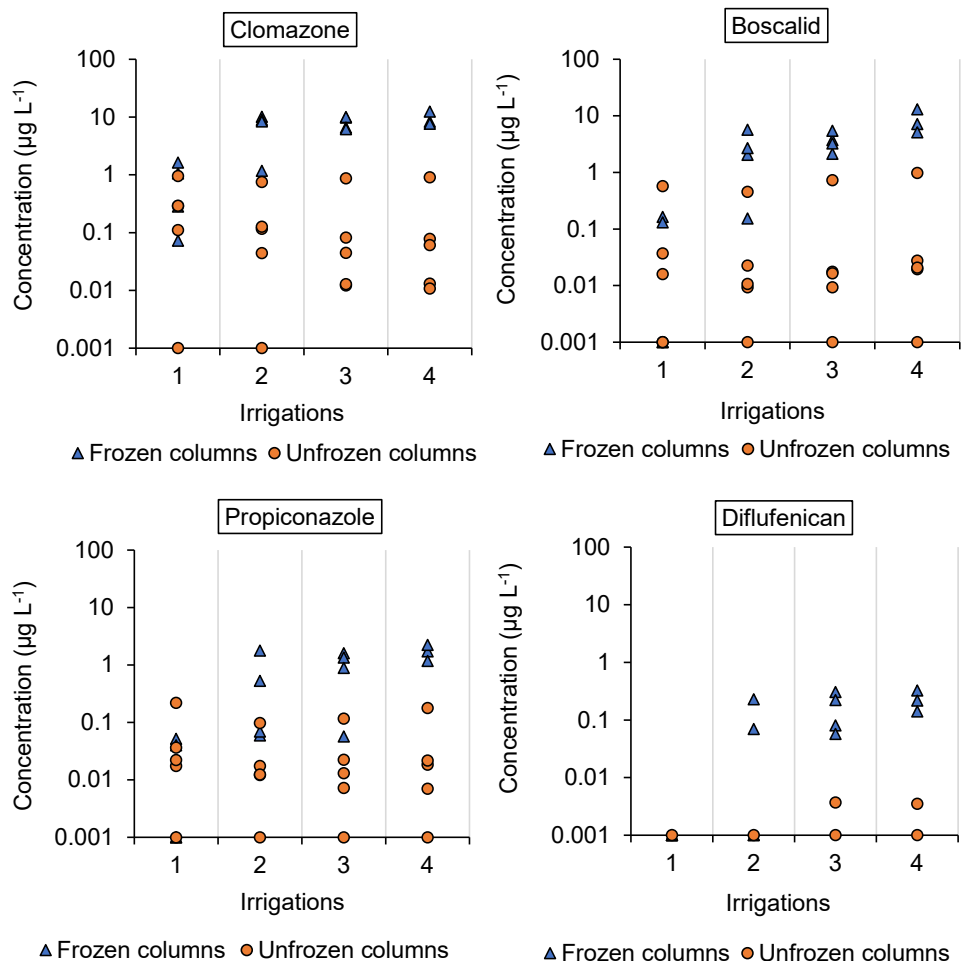 Clomazone
Concentration (µg L-1)
100
10
1
0.1
0.01
0.001
1 2 3 4
Irrigations
Frozen columns Unfrozen columns
Boscalid
Concentration (µg L-1)
100
10
1
0.1
0.01
0.001
1 2 3 4
Irrigations
Frozen columns Unfrozen columns
Propiconazole
Concentration (µg L-1)
100
10
1
0.1
0.01
0.001
1 2 3 4
Irrigations
Frozen columns Unfrozen columns
Diflufenican
Concentration (µg L-1)
100
10
1
0.1
0.01
0.001
1 2 3 4
Irrigations
Frozen columns Unfrozen columns